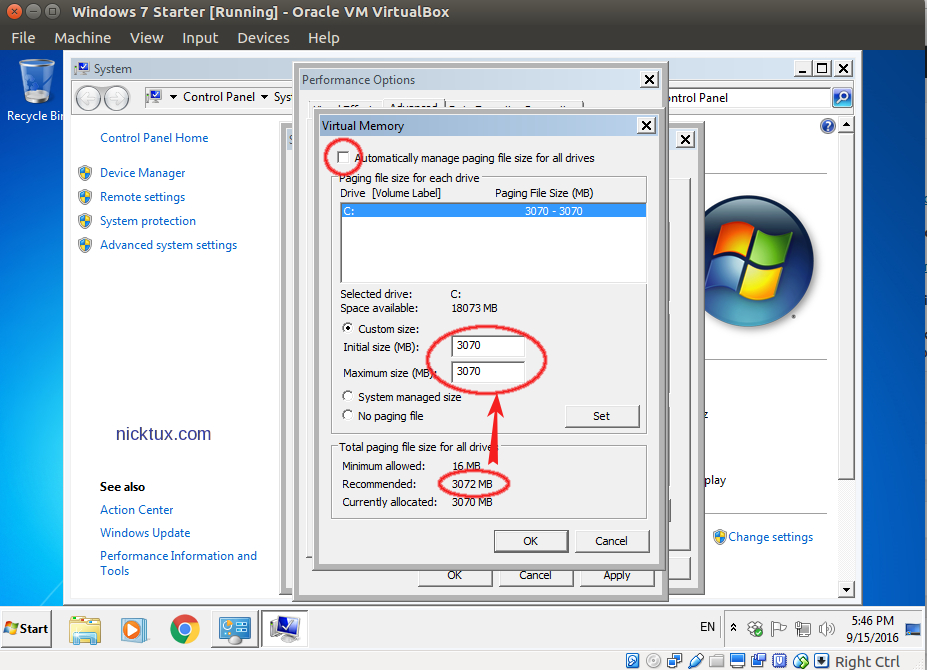 Windows 7 Starter [Running] - Oracle VM VirtualBox
File Machine View Input Devices Help
Recycle Bin
System
Control Panel
Control Panel Home
Device Manager
Remote settings
System protection
Advanced system settings
nicktux.com
See also
Action Center
Windows Update
Performance Information and
Tools
Performance Options
Advanced
Virtual Memory
Automatically manage paging file size for all drives
Paging file size for each drive
Drive [Volume Label] Paging File Size (MB)
C: 3070 - 3070
Selected drive: C:
Space available: 18073 MB
Custom size:
Initial size (MB): 3070
Maximum size (MB): 3070
System managed size
No paging file
Set
Total paging file size for all drives
Minimum allowed: 16 MB
Recommended: 3072 MB
Currently allocated: 3070 MB
OK Cancel
OK Cancel Apply
Change settings
Start
EN
5:46 PM
9/15/2016
Right Ctrl